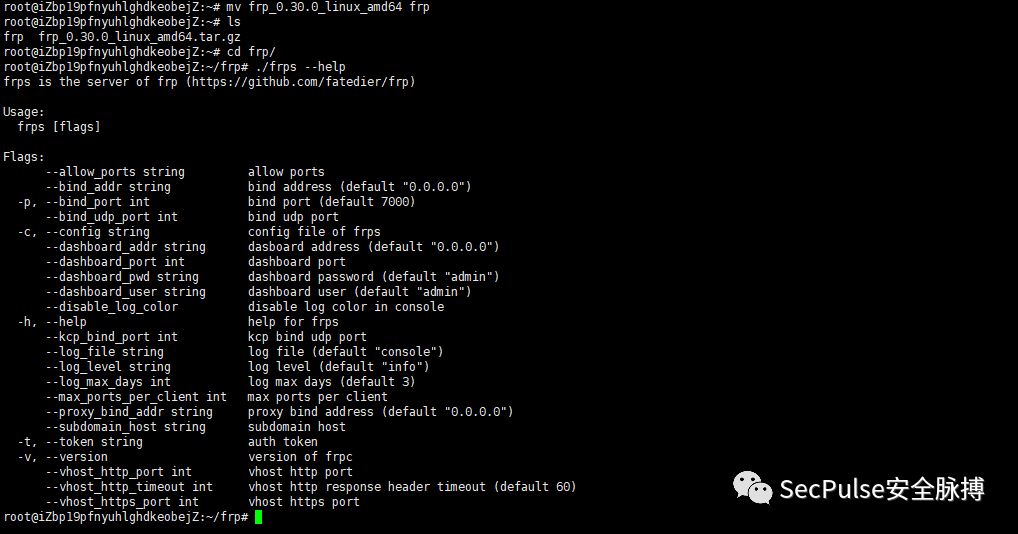 root@iZbp19pfnyuhlghdkeobejZ:~# mv frp_0.30.0_linux_amd64 frp
root@iZbp19pfnyuhlghdkeobejZ:~# ls
frp  frp_0.30.0_linux_amd64.tar.gz
root@iZbp19pfnyuhlghdkeobejZ:~# cd frp/
root@iZbp19pfnyuhlghdkeobejZ:~/frp# ./frps --help
frps is the server of frp (https://github.com/fatedier/frp)

Usage:
  frps [flags]

Flags:
      --allow_ports string         allow ports
      --bind_addr string           bind address (default "0.0.0.0")
  -p, --bind_port int              bind port (default 7000)
      --bind_udp_port int          bind udp port
  -c, --config string              config file of frps
      --dashboard_addr string      dasboard address (default "0.0.0.0")
      --dashboard_port int         dashboard port
      --dashboard_pwd string       dashboard password (default "admin")
      --dashboard_user string      dashboard user (default "admin")
      --disable_log_color          disable log color in console
  -h, --help                       help for frps
      --kcp_bind_port int          kcp bind udp port
      --log_file string            log file (default "console")
      --log_level string           log level (default "info")
      --log_max_days int           log max days (default 3)
      --max_ports_per_client int   max ports per client
      --proxy_bind_addr string     proxy bind address (default "0.0.0.0")
      --subdomain_host string      subdomain host
  -t, --token string               auth token
  -v, --version                    version of frpc
      --vhost_http_port int        vhost http port
      --vhost_http_timeout int     vhost http response header timeout (default 60)
      --vhost_https_port int       vhost https port
root@iZbp19pfnyuhlghdkeobejZ:~/frp#
SecPulse安全脉搏